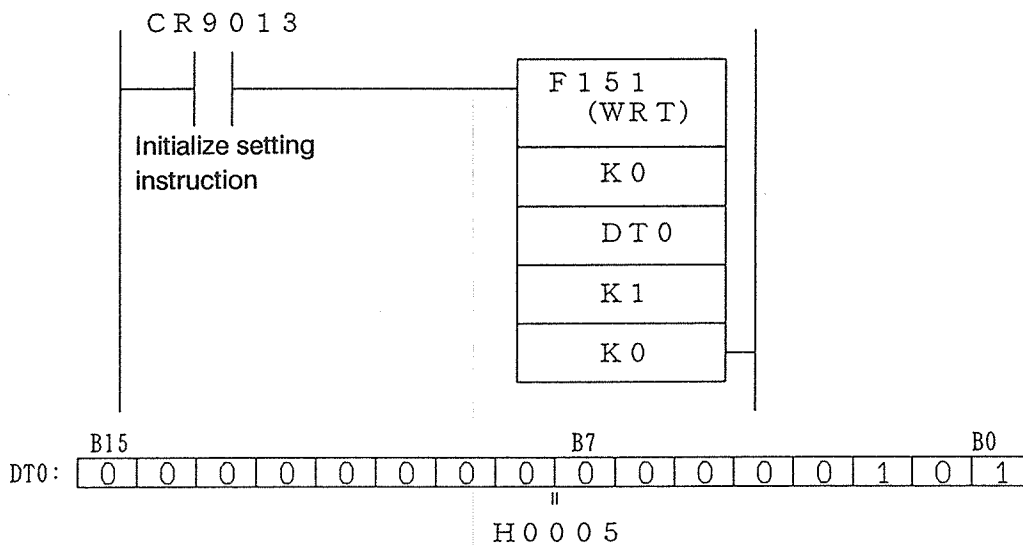 CR9013
F151
(WRT)
Initialize setting
instruction
K0
DT0
K1
K0
B15 B7 B0
DT0: 0 0 0 0 0 0 0 0 0 0 0 0 0 1 0 1
=
H0005